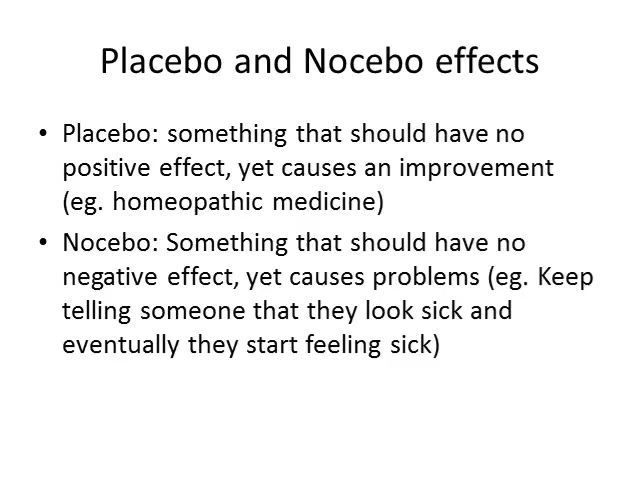 Placebo and Nocebo effects
• Placebo: something that should have no
positive effect, yet causes an improvement
(eg. homeopathic medicine)
• Nocebo: Something that should have no
negative effect, yet causes problems (eg. Keep
telling someone that they look sick and
eventually they start feeling sick)